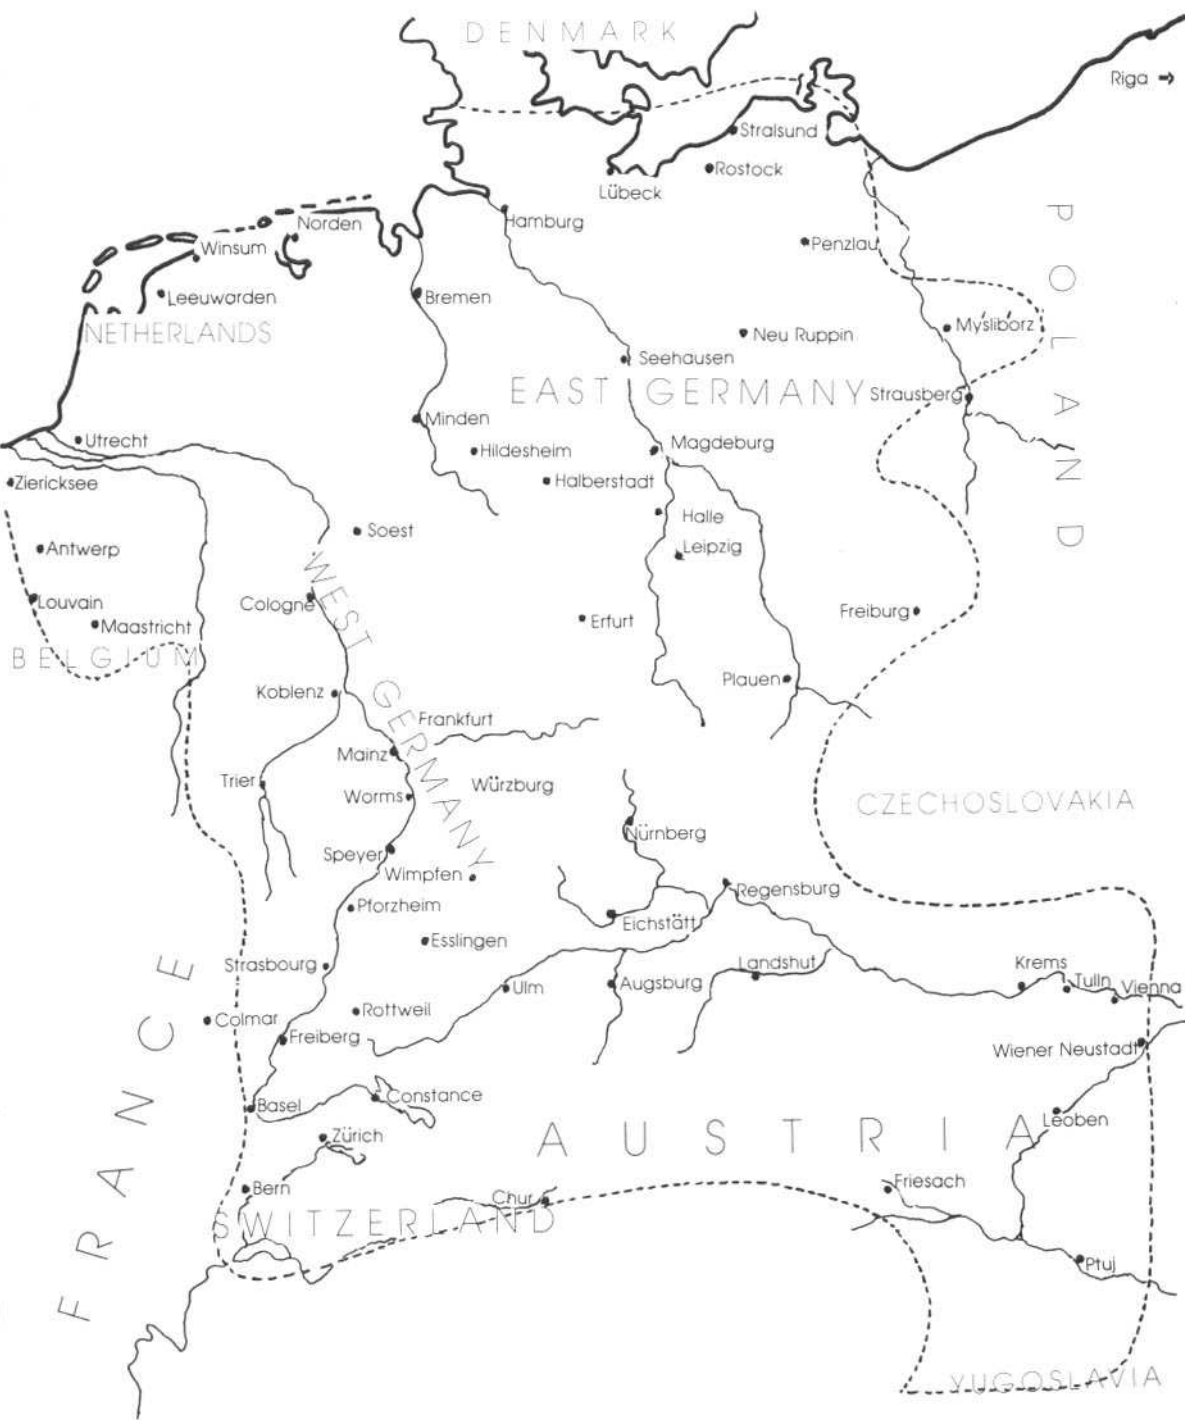 DENMARK
Riga →
Stralsund
Rostock
Lübeck
Hamburg
Norden
Winsum
Penzlau
POLAND
Leeuwarden
Bremen
NETHERLANDS
Neu Ruppin
Myśliborz
Seehausen
EAST GERMANY
Strausberg
Minden
Utrecht
Magdeburg
Hildesheim
Halberstadt
Ziericksee
Halle
Soest
Leipzig
Antwerp
WEST GERMANY
Louvain
Cologne
Freiburg
Maastricht
Erfurt
BELGIUM
Plauen
Koblenz
Frankfurt
Mainz
Trier
Würzburg
Worms
CZECHOSLOVAKIA
Nürnberg
Speyer
Wimpfen
Regensburg
Pforzheim
Eichstätt
Esslingen
Strasbourg
Landshut
Krems
Tulln
Vienna
Ulm
Augsburg
FRANCE
Rottweil
Colmar
Freiberg
Wiener Neustadt
Constance
Basel
Leoben
Zürich
AUSTRIA
Bern
Chur
Friesach
SWITZERLAND
Ptuj
YUGOSLAVIA